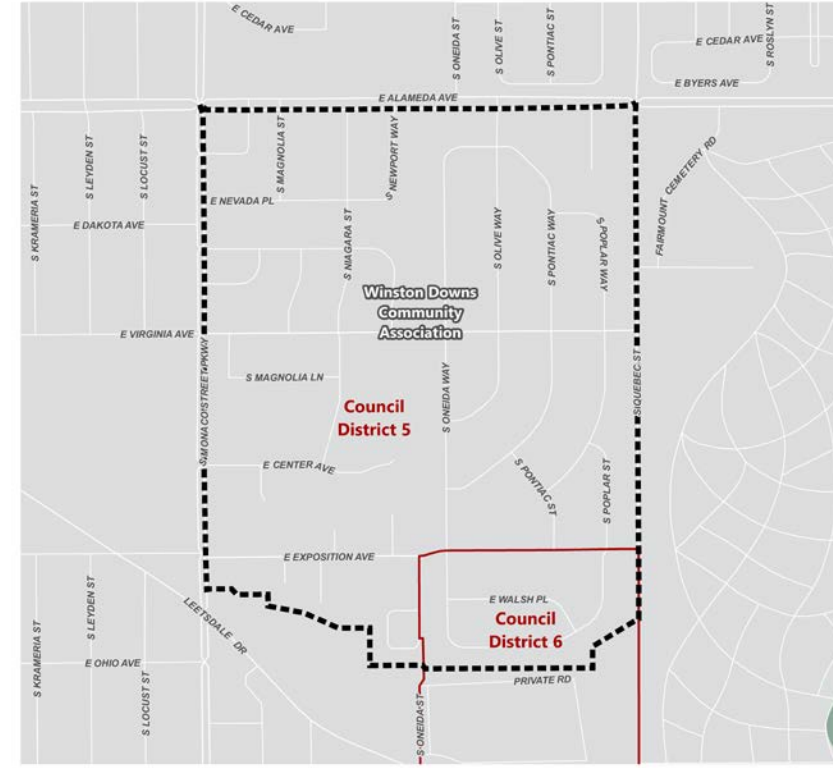 E CEDAR AVE
S ONEIDA ST
S OLIVE ST
S PONTIAC ST
E CEDAR AVE
S ROSLYN ST
E BYERS AVE
E ALAMEDA AVE
S LEYDEN ST
S LOCUST ST
S MAGNOLIA ST
S NEWPORT WAY
FAIRMOUNT CEMETERY RD
S KRAMERIA ST
E NEVADA PL
E DAKOTA AVE
S NIAGARA ST
S OLIVE WAY
S PONTIAC WAY
S POPLAR WAY
Winston Downs
Community
Association
E VIRGINIA AVE
S MONACO STREET PKWY
S QUEBEC ST
S MAGNOLIA LN
S ONEIDA WAY
Council
District 5
E CENTER AVE
S PONTIAC ST
S POPLAR ST
E EXPOSITION AVE
S LEYDEN ST
LEETSDALE DR
E WALSH PL
Council
District 6
S KRAMERIA ST
E OHIO AVE
S LOCUST ST
PRIVATE RD
S ONEIDA ST